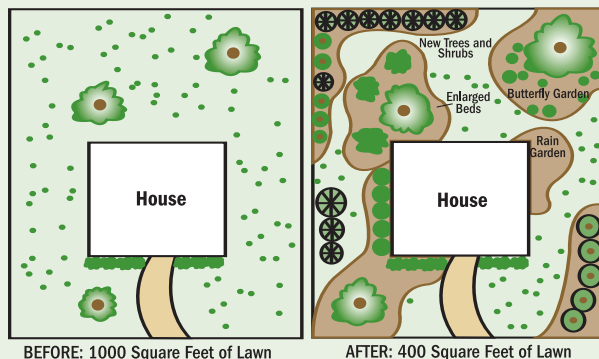 House
BEFORE: 1000 Square Feet of Lawn
New Trees and
Shrubs
Enlarged
Beds
Butterfly Garden
Rain
Garden
House
AFTER: 400 Square Feet of Lawn